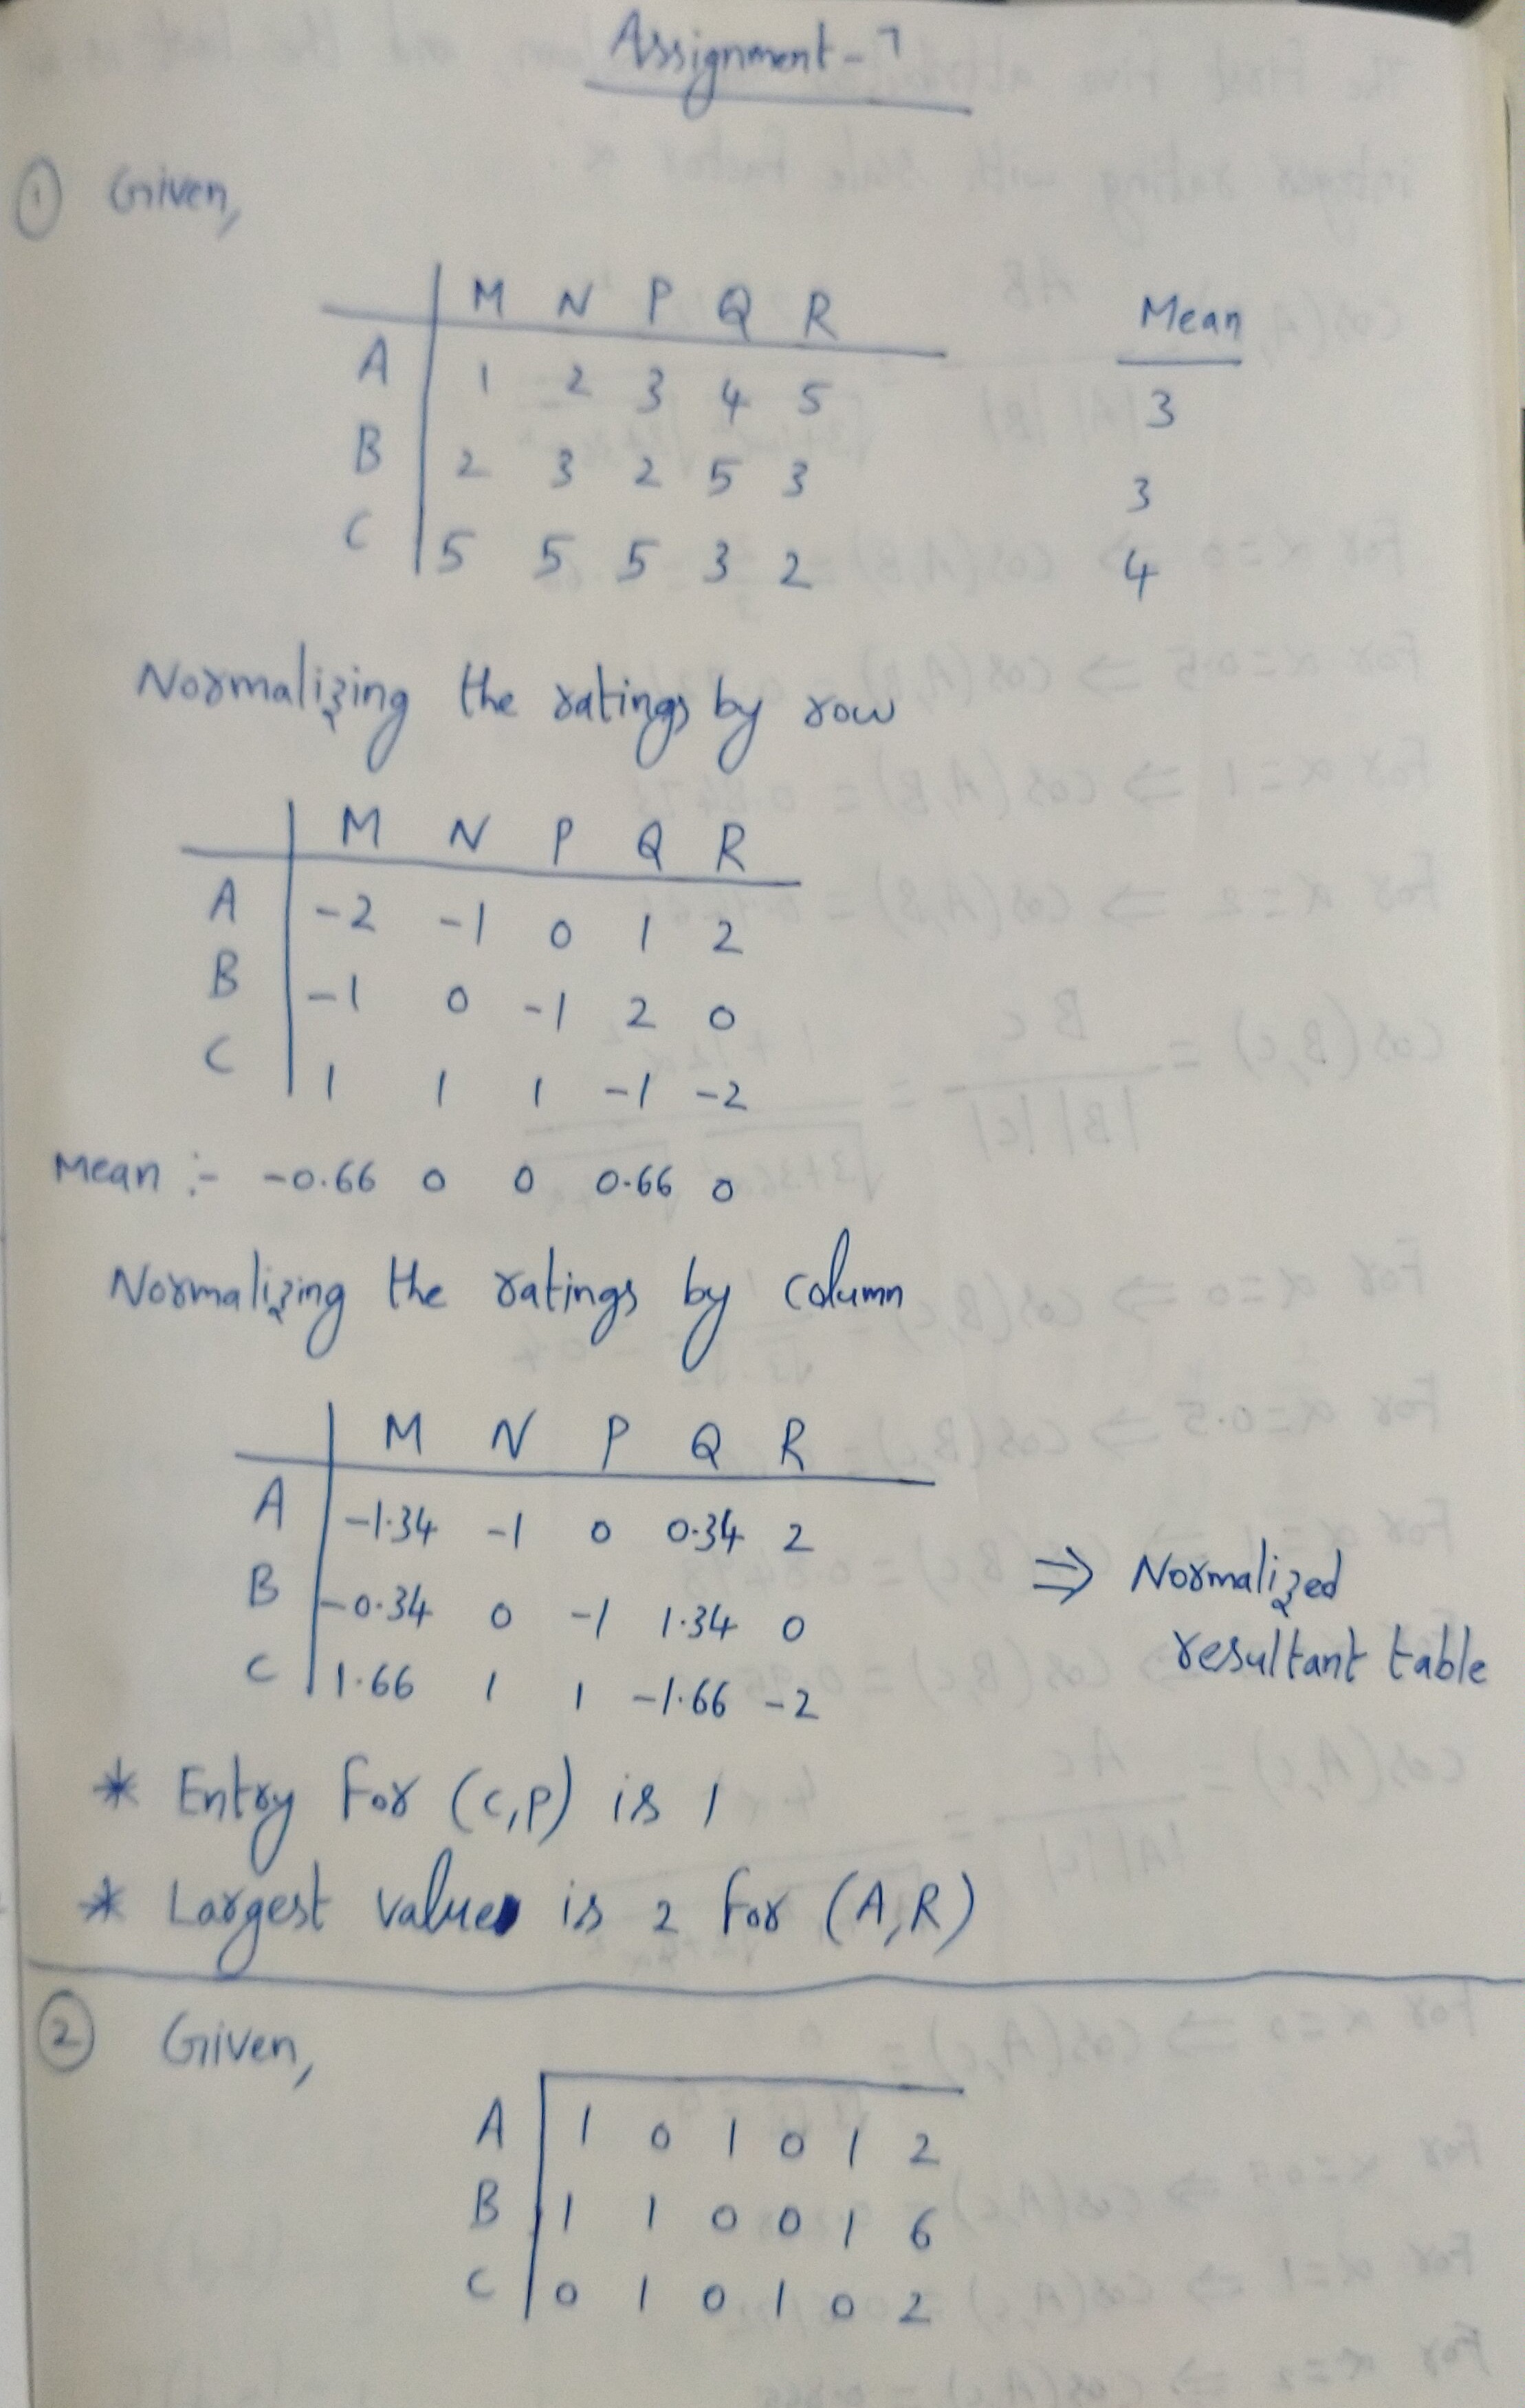 Assignment-7
① Given,
M N P Q R Mean
A 1 2 3 4 5 3
B 2 3 2 5 3 3
C 5 5 5 3 2 4
Normalizing the ratings by row
M N P Q R
A -2 -1 0 1 2
B -1 0 -1 2 0
C 1 1 1 -1 -2
Mean :- -0.66 0 0 0.66 0
Normalizing the ratings by column
M N P Q R
A -1.34 -1 0 0.34 2
B -0.34 0 -1 1.34 0 ⇒ Normalized
C 1.66 1 1 -1.66 -2 resultant table
* Entry for (C,P) is 1
* Largest value is 2 for (A,R)
② Given,
A 1 0 1 0 1 2
B 1 1 0 0 1 6
C 0 1 0 1 0 2